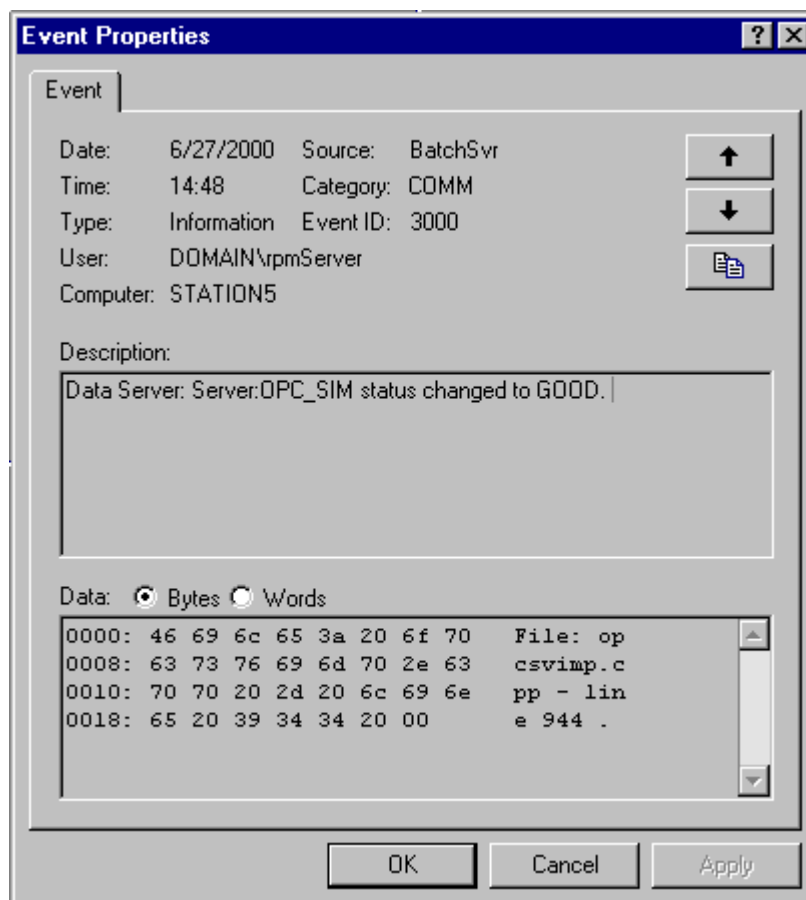 Event Properties
Event
Date: 6/27/2000 Source: BatchSvr
Time: 14:48 Category: COMM
Type: Information Event ID: 3000
User: DOMAIN\rpmServer
Computer: STATION5
Description:
Data Server: Server:OPC_SIM status changed to GOOD.
Data: Bytes Words
0000: 46 69 6c 65 3a 20 6f 70 File: op
0008: 63 73 76 69 6d 70 2e 63 csvimp.c
0010: 70 70 20 2d 20 6c 69 6e pp - lin
0018: 65 20 39 34 34 20 00 e 944 .
OK Cancel Apply